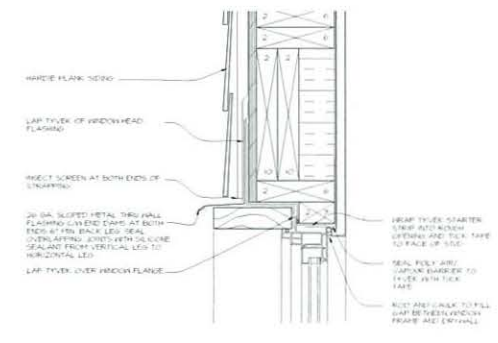 HARDIE PLANK SIDING
LAP TYVEK OF WINDOW HEAD
FLASHING
INSECT SCREEN AT BOTH ENDS OF
STRAPPING
26 GA. SLOPED METAL THRU WALL
FLASHING C/W END DAMS AT BOTH
ENDS 6" MIN. BACK LEG SEAL
OVERLAPPING JOINTS WITH SILICONE
SEALANT FROM VERTICAL LEG TO
HORIZONTAL LEG
LAP TYVEK OVER WINDOW FLANGE
WRAP TYVEK STARTER
STRIP INTO ROUGH
OPENING AND TUCK TAPE
TO FACE OF STUD
SEAL POLY AIR/
VAPOUR BARRIER TO
TYVEK WITH TUCK
TAPE
ROD AND CAULK TO FILL
GAP BETWEEN WINDOW
FRAME AND DRYWALL